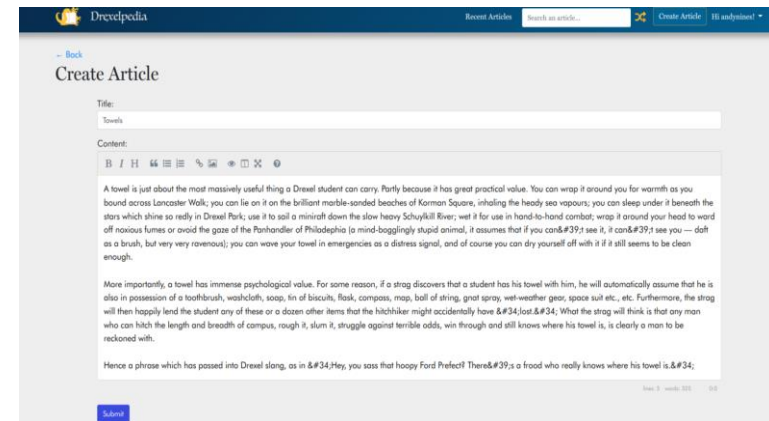 Drexelpedia
Recent Articles
Search an article...
Create Article
Hi andynines!
← Back
Create Article
Title:
Towels
Content:
B I H
A towel is just about the most massively useful thing a Drexel student can carry. Partly because it has great practical value. You can wrap it around you for warmth as you
bound across Lancaster Walk; you can lie on it on the brilliant marble-sanded beaches of Korman Square, inhaling the heady sea vapours; you can sleep under it beneath the
stars which shine so redly in Drexel Park; use it to sail a miniraft down the slow heavy Schuylkill River; wet it for use in hand-to-hand combat; wrap it around your head to ward
off noxious fumes or avoid the gaze of the Panhandler of Philadephia (a mind-bogglingly stupid animal, it assumes that if you can&#39;t see it, it can&#39;t see you — daft
as a brush, but very very ravenous); you can wave your towel in emergencies as a distress signal, and of course you can dry yourself off with it if it still seems to be clean
enough.
More importantly, a towel has immense psychological value. For some reason, if a strag discovers that a student has his towel with him, he will automatically assume that he is
also in possession of a toothbrush, washcloth, soap, tin of biscuits, flask, compass, map, ball of string, gnat spray, wet-weather gear, space suit etc., etc. Furthermore, the strag
will then happily lend the student any of these or a dozen other items that the hitchhiker might accidentally have &#34;lost.&#34; What the strag will think is that any man
who can hitch the length and breadth of campus, rough it, slum it, struggle against terrible odds, win through and still knows where his towel is, is clearly a man to be
reckoned with.
Hence a phrase which has passed into Drexel slang, as in &#34;Hey, you sass that hoopy Ford Prefect? There&#39;s a frood who really knows where his towel is.&#34;
lines: 5 words:
Submit